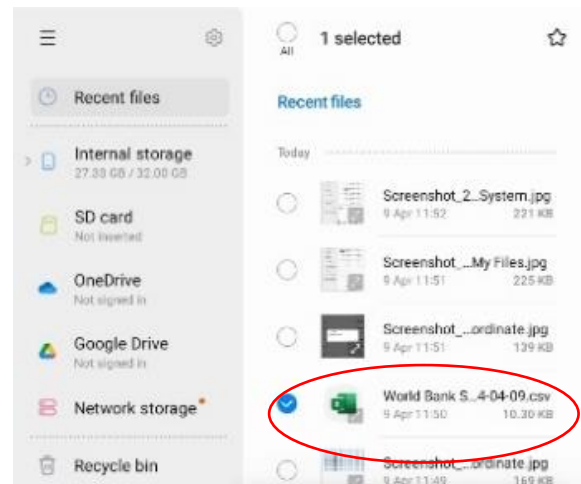 Recent files
Internal storage
27.33 GB / 32.00 GB
SD card
Not inserted
OneDrive
Not signed in
Google Drive
Not signed in
Network storage
Recycle bin
All
1 selected
Recent files
Today
Screenshot_2...System.jpg
9 Apr 11:52 221 KB
Screenshot_...My Files.jpg
9 Apr 11:51 225 KB
Screenshot_...ordinate.jpg
9 Apr 11:51 139 KB
World Bank S...4-04-09.csv
9 Apr 11:50 10.30 KB
Screenshot_...ordinate.jpg
9 Apr 11:49 169 KB